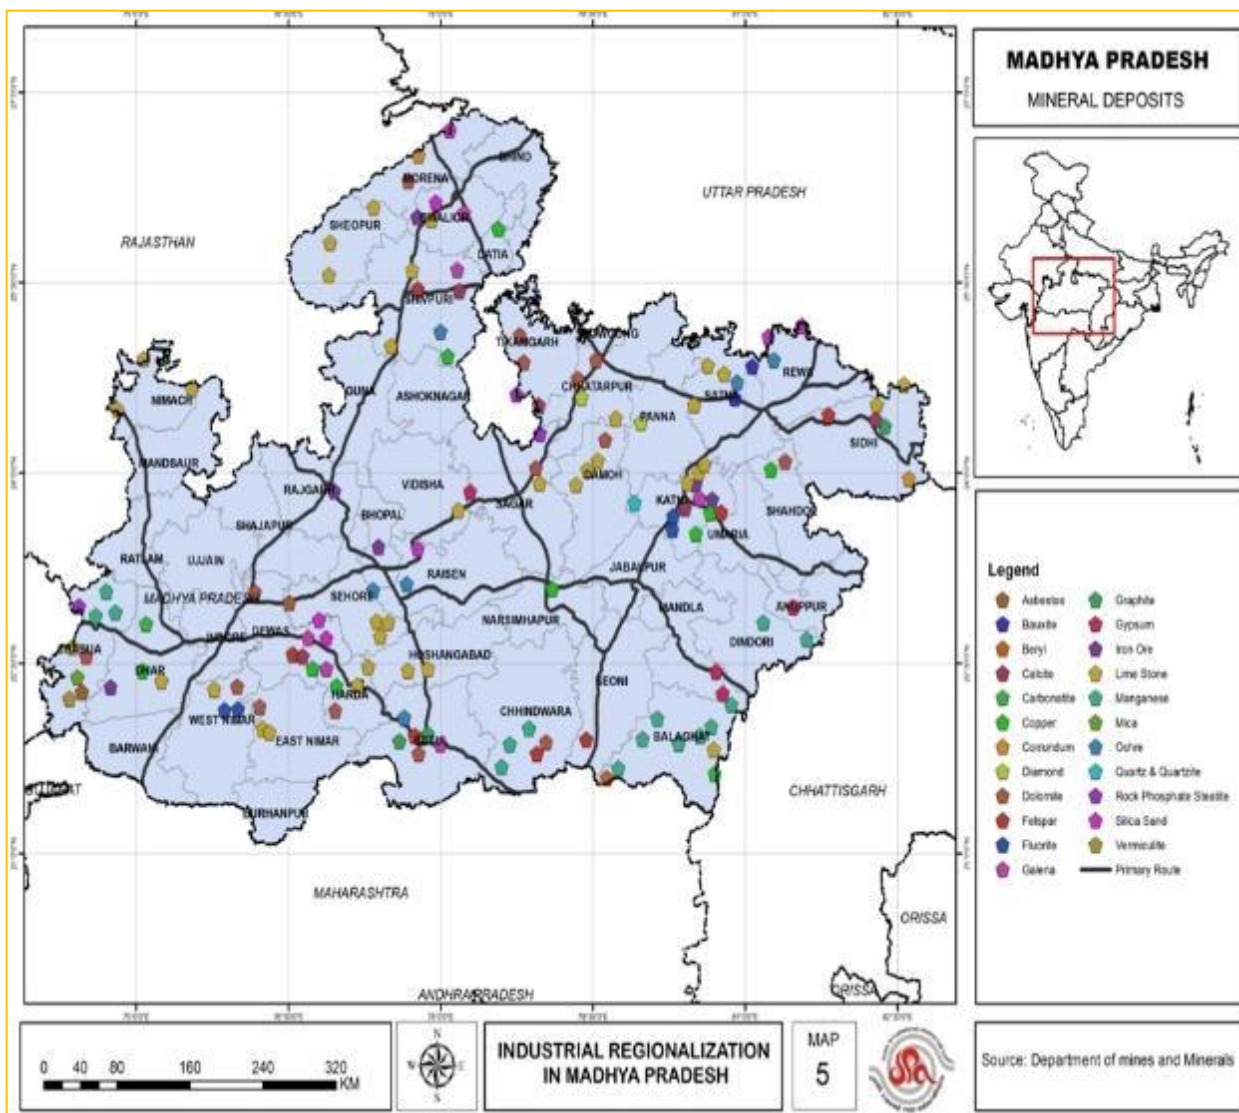 MADHYA PRADESH
MINERAL DEPOSITS
UTTAR PRADESH
RAJASTHAN
BHIND
MORENA
SHEOPUR
GWALIOR
DATIA
SHIVPURI
TIKAMGARH
REWA
CHHATARPUR
SATNA
NIMACH
GUNA
ASHOKNAGAR
PANNA
SIDHI
MANDSAUR
RAJGARH
VIDISHA
DAMOH
SAGAR
KATNI
SHAHDOL
BHOPAL
SHAJAPUR
UMARIA
RATLAM
UJJAIN
JABALPUR
RAISEN
SEHORE
MADHYA PRADESH
MANDLA
ANUPPUR
NARSIMHAPUR
INDORE
DEWAS
DINDORI
DHAR
HOSHANGABAD
SEONI
HARDA
WEST NIMAR
CHHINDWARA
EAST NIMAR
BALAGHAT
BARWANI
BURHANPUR
CHHATTISGARH
MAHARASHTRA
ORISSA
ANDHRA PRADESH
ORISSA
Legend
Asbestos
Bauxite
Beryl
Calcite
Carbonatite
Copper
Corrundum
Diamond
Dolomite
Felspar
Fluorite
Galena
Graphite
Gypsum
Iron Ore
Lime Stone
Manganese
Mica
Ochre
Quartz & Quartzite
Rock Phosphate Steatite
Silica Sand
Vermiculite
Primary Route
0 40 80 160 240 320
KM
N
W E
S
INDUSTRIAL REGIONALIZATION
IN MADHYA PRADESH
MAP
5
Source: Department of mines and Minerals